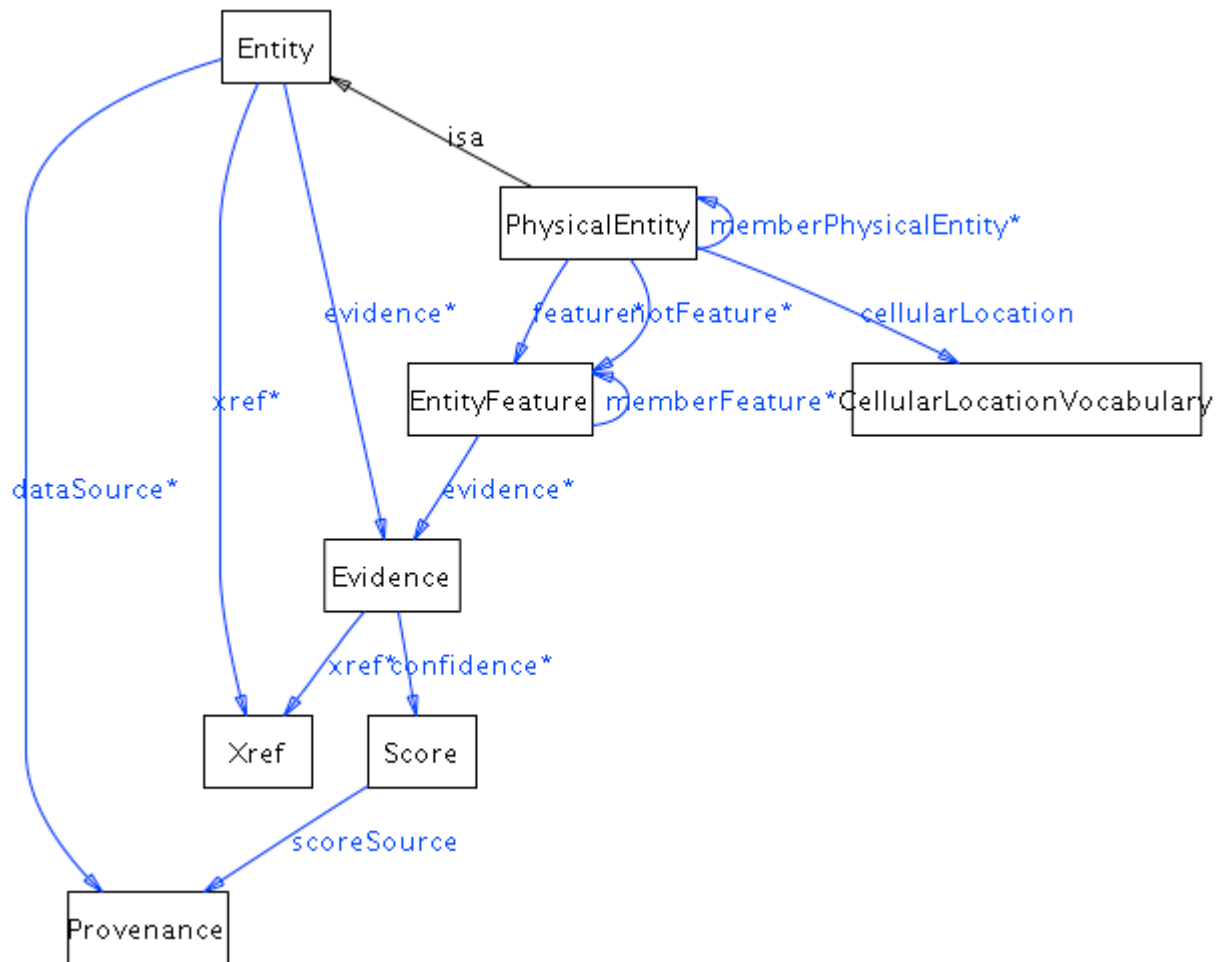 Entity
isa
PhysicalEntity
memberPhysicalEntity*
evidence*
feature*
notFeature*
cellularLocation
xref*
EntityFeature
memberFeature*
CellularLocationVocabulary
dataSource*
evidence*
Evidence
xref*
confidence*
Xref
Score
scoreSource
Provenance